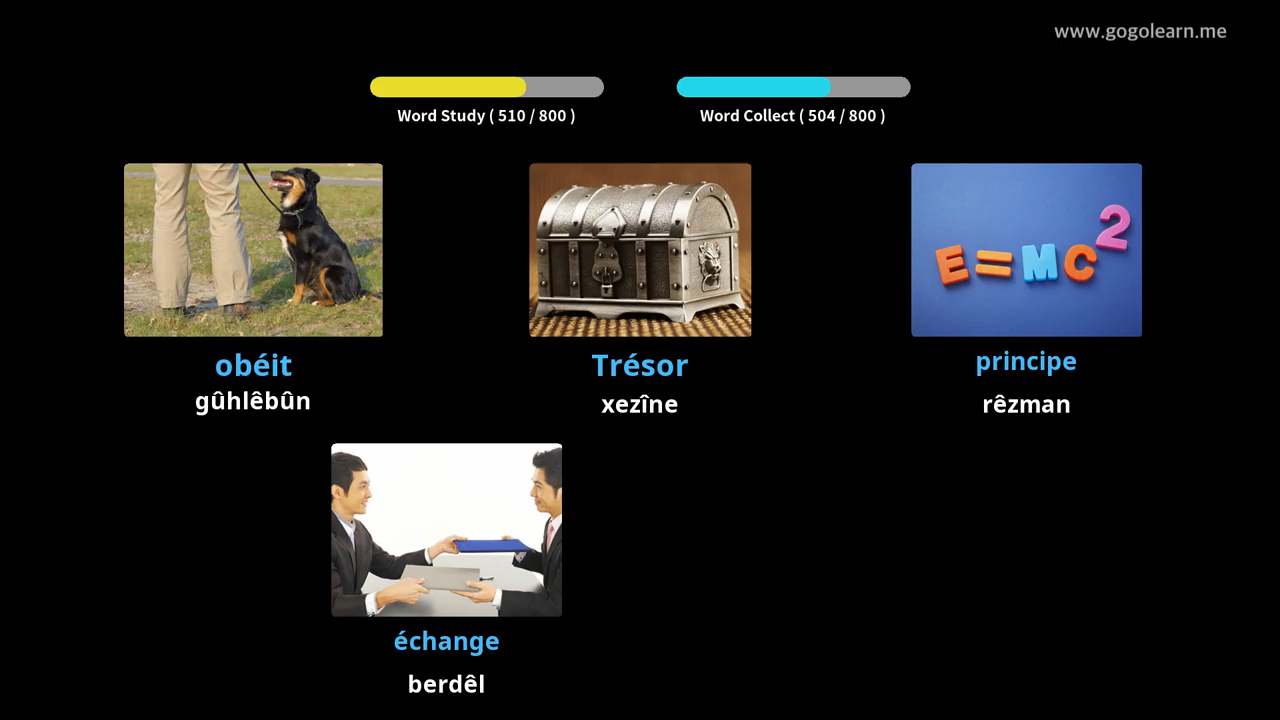 www.gogolearn.me
Word Study ( 510 / 800 )
Word Collect ( 504 / 800 )
E=MC2
obéit
gûhlêbûn
Trésor
xezîne
principe
rêzman
échange
berdêl